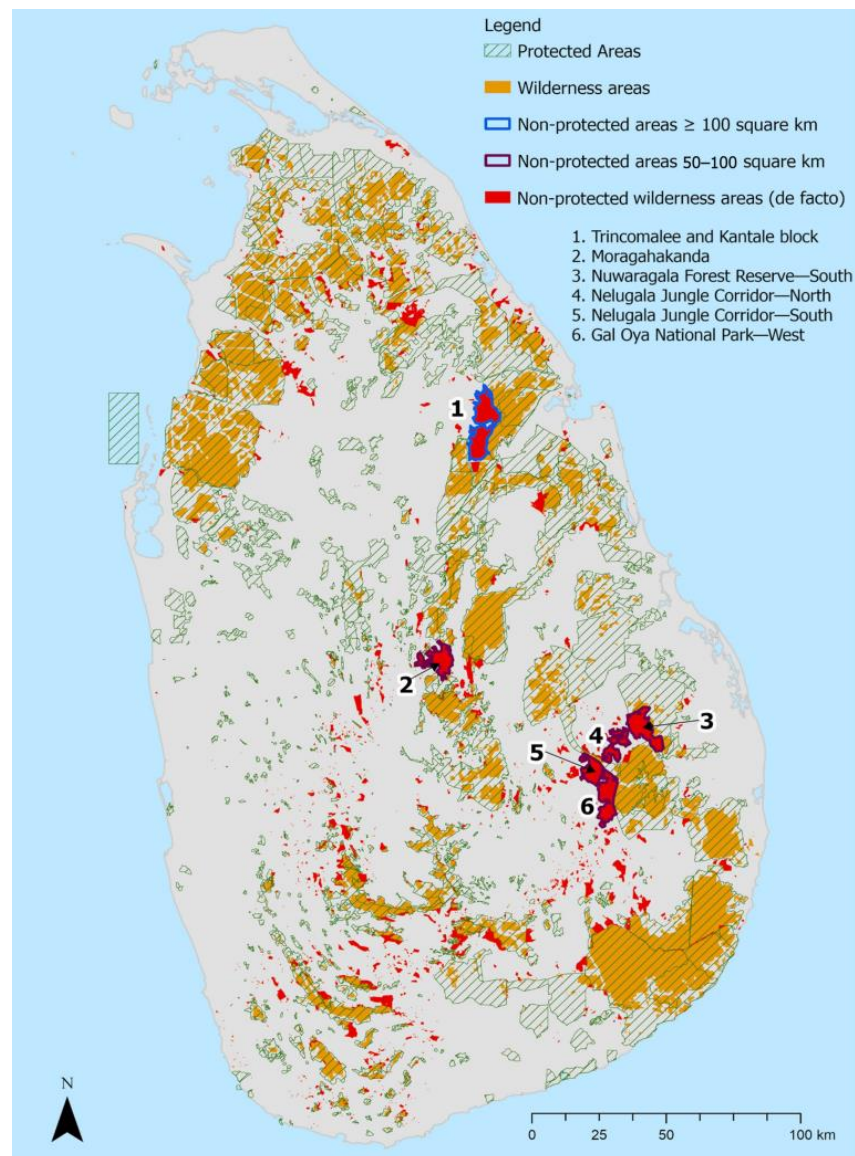 Legend
Protected Areas
Wilderness areas
Non-protected areas ≥ 100 square km
Non-protected areas 50–100 square km
Non-protected wilderness areas (de facto)
1. Trincomalee and Kantale block
2. Moragahakanda
3. Nuwaragala Forest Reserve—South
4. Nelugala Jungle Corridor—North
5. Nelugala Jungle Corridor—South
6. Gal Oya National Park—West
1
2
3
4
5
6
N
0 25 50 100 km